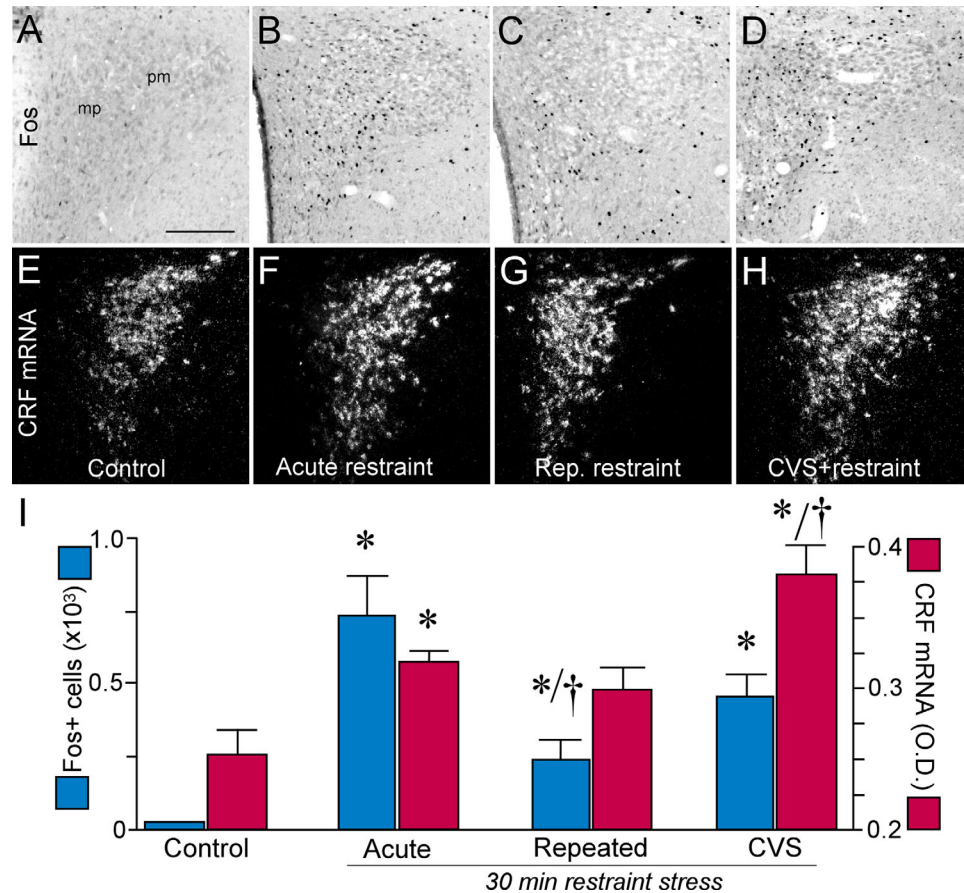 A
B
C
D
Fos
mp
pm
E
F
G
H
CRF mRNA
Control
Acute restraint
Rep. restraint
CVS+restraint
I
Fos+ cells (x10³)
1.0
0.5
0
*
*
*/†
*
*/†
0.4
0.3
0.2
CRF mRNA (O.D.)
Control
Acute
Repeated
CVS
30 min restraint stress